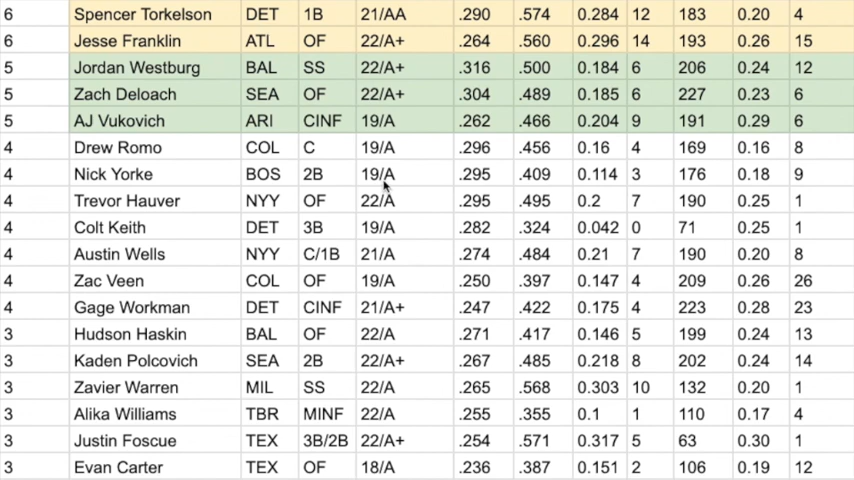 6 Spencer Torkelson DET 1B 21/AA .290 .574 0.284 12 183 0.20 4
6 Jesse Franklin ATL OF 22/A+ .264 .560 0.296 14 193 0.26 15
5 Jordan Westburg BAL SS 22/A+ .316 .500 0.184 6 206 0.24 12
5 Zach Deloach SEA OF 22/A+ .304 .489 0.185 6 227 0.23 6
5 AJ Vukovich ARI CINF 19/A .262 .466 0.204 9 191 0.29 6
4 Drew Romo COL C 19/A .296 .456 0.16 4 169 0.16 8
4 Nick Yorke BOS 2B 19/A .295 .409 0.114 3 176 0.18 9
4 Trevor Hauver NYY OF 22/A .295 .495 0.2 7 190 0.25 1
4 Colt Keith DET 3B 19/A .282 .324 0.042 0 71 0.25 1
4 Austin Wells NYY C/1B 21/A .274 .484 0.21 7 190 0.20 8
4 Zac Veen COL OF 19/A .250 .397 0.147 4 209 0.26 26
4 Gage Workman DET CINF 21/A+ .247 .422 0.175 4 223 0.28 23
3 Hudson Haskin BAL OF 22/A .271 .417 0.146 5 199 0.24 13
3 Kaden Polcovich SEA 2B 22/A+ .267 .485 0.218 8 202 0.24 14
3 Zavier Warren MIL SS 22/A .265 .568 0.303 10 132 0.20 1
3 Alika Williams TBR MINF 22/A .255 .355 0.1 1 110 0.17 4
3 Justin Foscue TEX 3B/2B 22/A+ .254 .571 0.317 5 63 0.30 1
3 Evan Carter TEX OF 18/A .236 .387 0.151 2 106 0.19 12